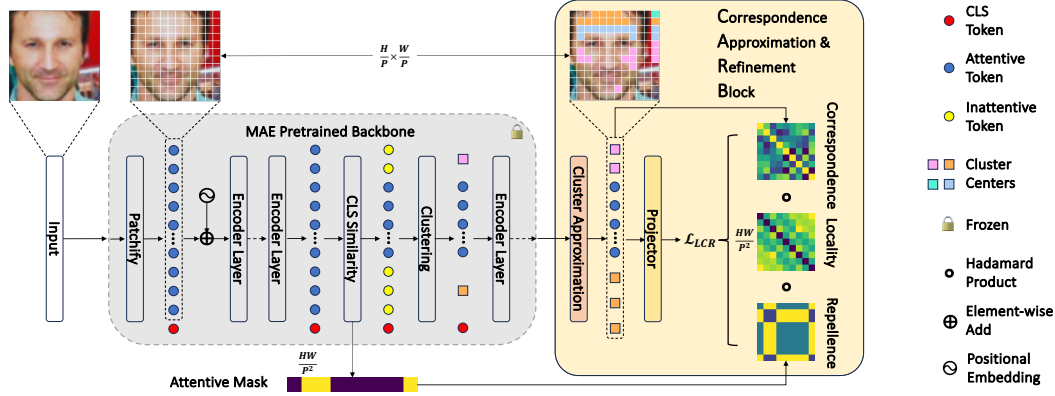 H/P × W/P
Correspondence
Approximation &
Refinement
Block
MAE Pretrained Backbone
Input
Patchify
Encoder Layer
Encoder Layer
CLS Similarity
Clustering
Encoder Layer
Cluster Approximation
Projector
ℒ_LCR
HW/P²
Correspondence
Locality
Repellence
HW/P²
Attentive Mask
CLS
Token
Attentive
Token
Inattentive
Token
Cluster
Centers
Frozen
Hadamard
Product
Element-wise
Add
Positional
Embedding